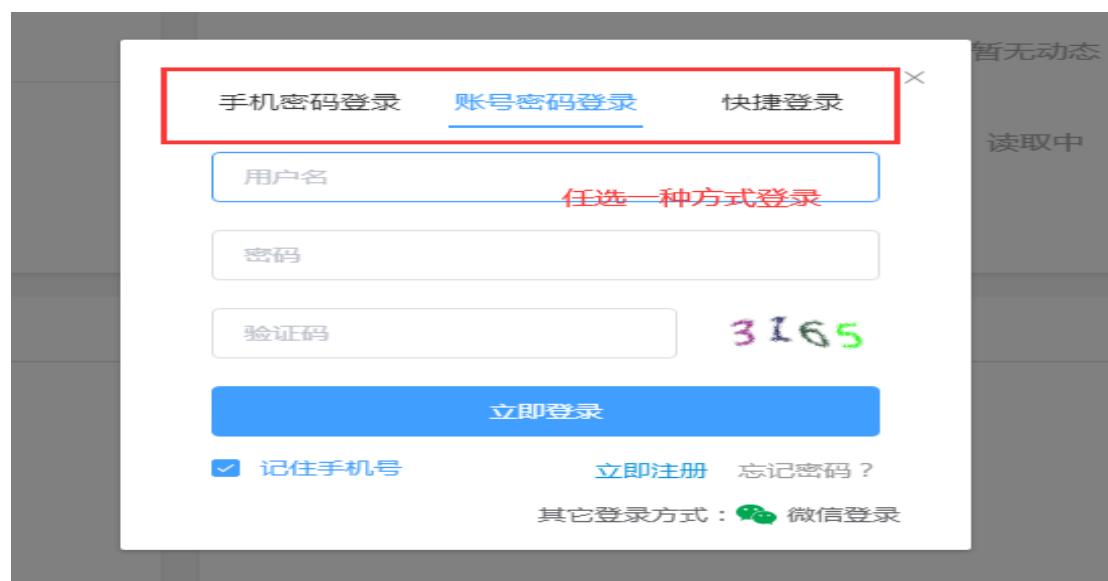 暂无动态
手机密码登录 账号密码登录 快捷登录 ×
读取中
用户名
任选一种方式登录
密码
验证码 3165
立即登录
记住手机号 立即注册 忘记密码？
其它登录方式： 微信登录